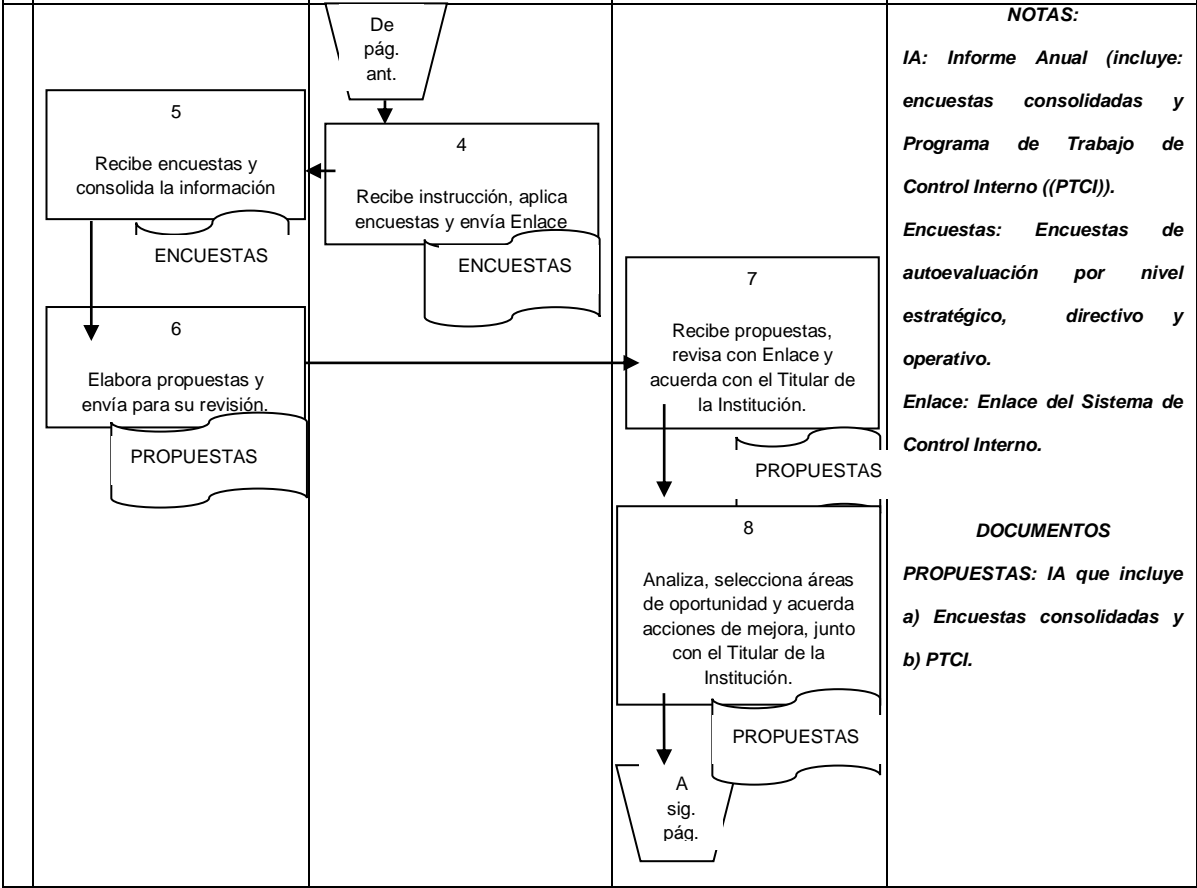 De
pág.
ant.
4
Recibe instrucción, aplica
encuestas y envía Enlace
ENCUESTAS
5
Recibe encuestas y
consolida la información
ENCUESTAS
6
Elabora propuestas y
envía para su revisión.
PROPUESTAS
7
Recibe propuestas,
revisa con Enlace y
acuerda con el Titular de
la Institución.
PROPUESTAS
8
Analiza, selecciona áreas
de oportunidad y acuerda
acciones de mejora, junto
con el Titular de la
Institución.
PROPUESTAS
A
sig.
pág.
NOTAS:
IA: Informe Anual (incluye:
encuestas consolidadas y
Programa de Trabajo de
Control Interno ((PTCI)).
Encuestas: Encuestas de
autoevaluación por nivel
estratégico, directivo y
operativo.
Enlace: Enlace del Sistema de
Control Interno.
DOCUMENTOS
PROPUESTAS: IA que incluye
a) Encuestas consolidadas y
b) PTCI.